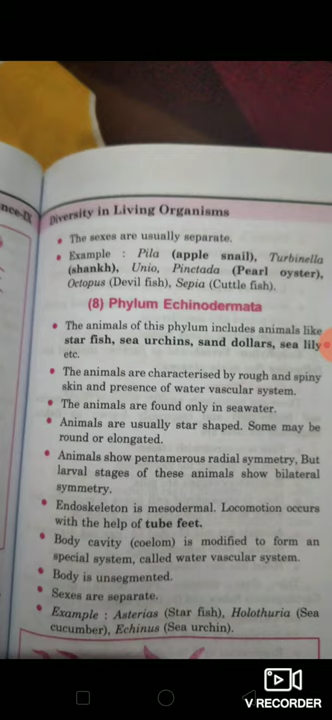 nce-IX
Diversity in Living Organisms
• The sexes are usually separate.
• Example : Pila (apple snail), Turbinella
(shankh), Unio, Pinctada (Pearl oyster),
Octopus (Devil fish), Sepia (Cuttle fish).
(8) Phylum Echinodermata
• The animals of this phylum includes animals like
star fish, sea urchins, sand dollars, sea lily
etc.
• The animals are characterised by rough and spiny
skin and presence of water vascular system.
• The animals are found only in seawater.
• Animals are usually star shaped. Some may be
round or elongated.
• Animals show pentamerous radial symmetry, But
larval stages of these animals show bilateral
symmetry.
• Endoskeleton is mesodermal. Locomotion occurs
with the help of tube feet.
• Body cavity (coelom) is modified to form an
special system, called water vascular system.
• Body is unsegmented.
• Sexes are separate.
• Example : Asterias (Star fish), Holothuria (Sea
cucumber), Echinus (Sea urchin).
V RECORDER